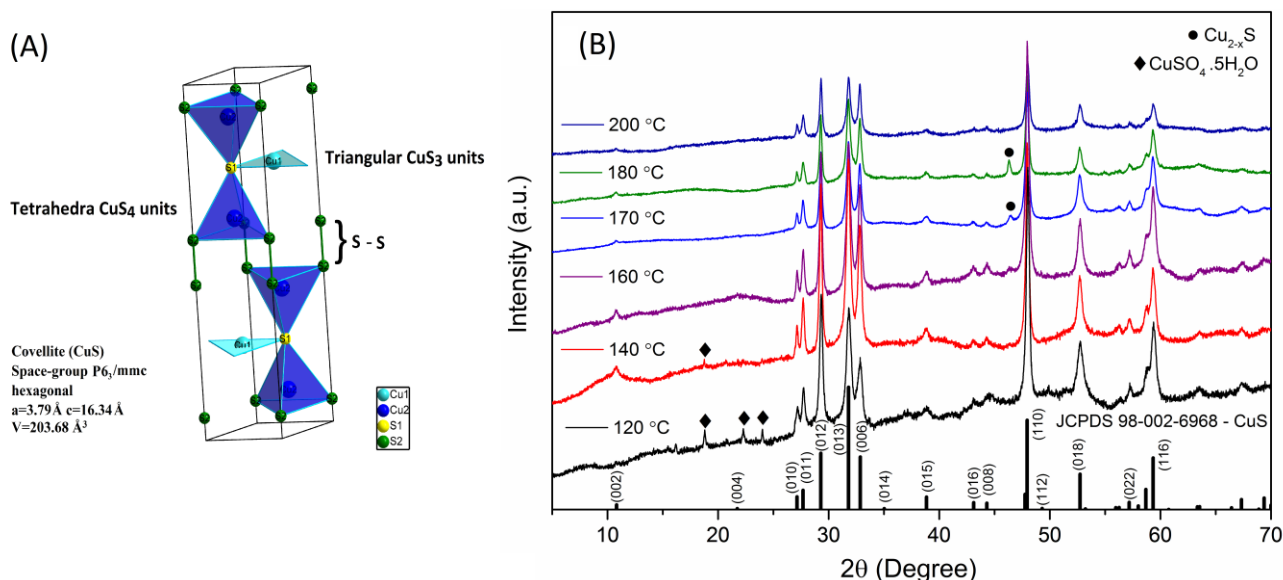 (A)
Triangular CuS₃ units
Tetrahedra CuS₄ units
S - S
S1
S1
Covellite (CuS)
Space-group P6₃/mmc
hexagonal
a=3.79Å c=16.34Å
V=203.68 Å³
Cu1
Cu2
S1
S2
(B)
● Cu₂₋ₓS
◆ CuSO₄ .5H₂O
200 °C
180 °C
170 °C
160 °C
140 °C
120 °C
JCPDS 98-002-6968 - CuS
(002)
(004)
(010)
(011)
(012)
(013)
(006)
(014)
(015)
(016)
(008)
(110)
(112)
(018)
(022)
(116)
5 10 20 30 40 50 60 70
2θ (Degree)
Intensity (a.u.)